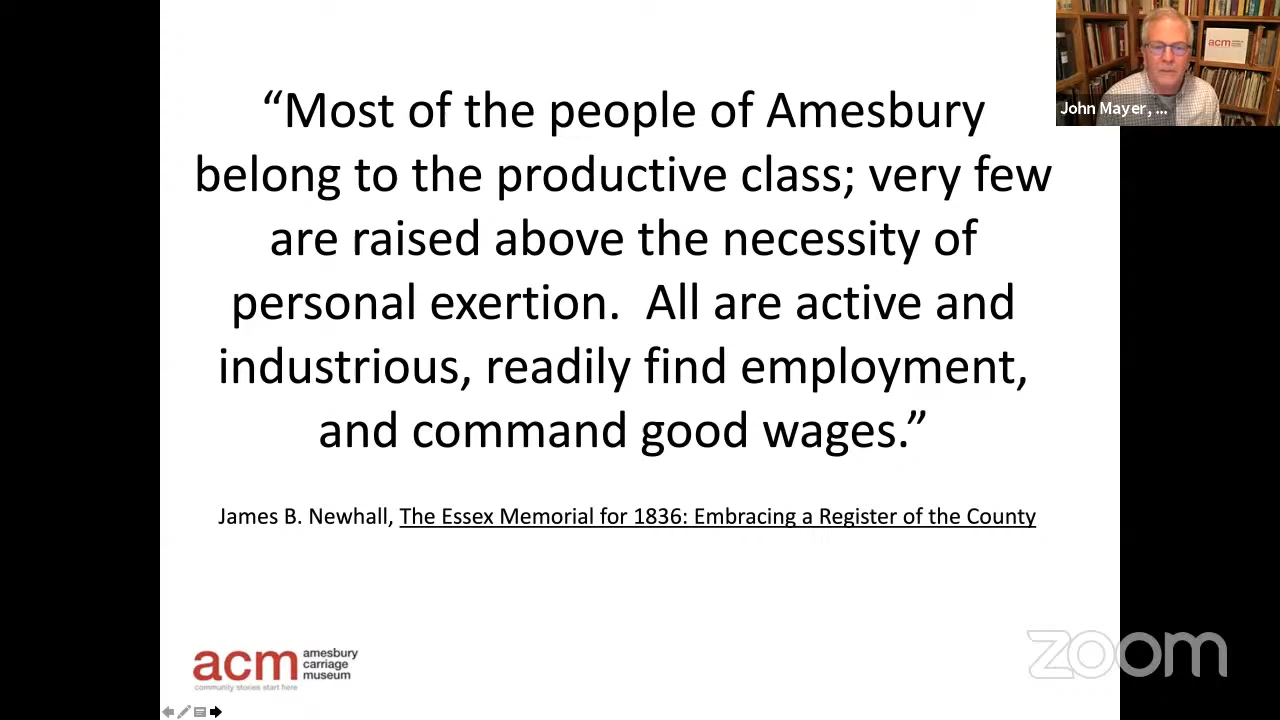 “Most of the people of Amesbury
belong to the productive class; very few
are raised above the necessity of
personal exertion.  All are active and
industrious, readily find employment,
and command good wages.”
James B. Newhall, The Essex Memorial for 1836: Embracing a Register of the County
acm
amesbury
carriage
museum
community stories start here
acm
John Mayer, ...
zoom